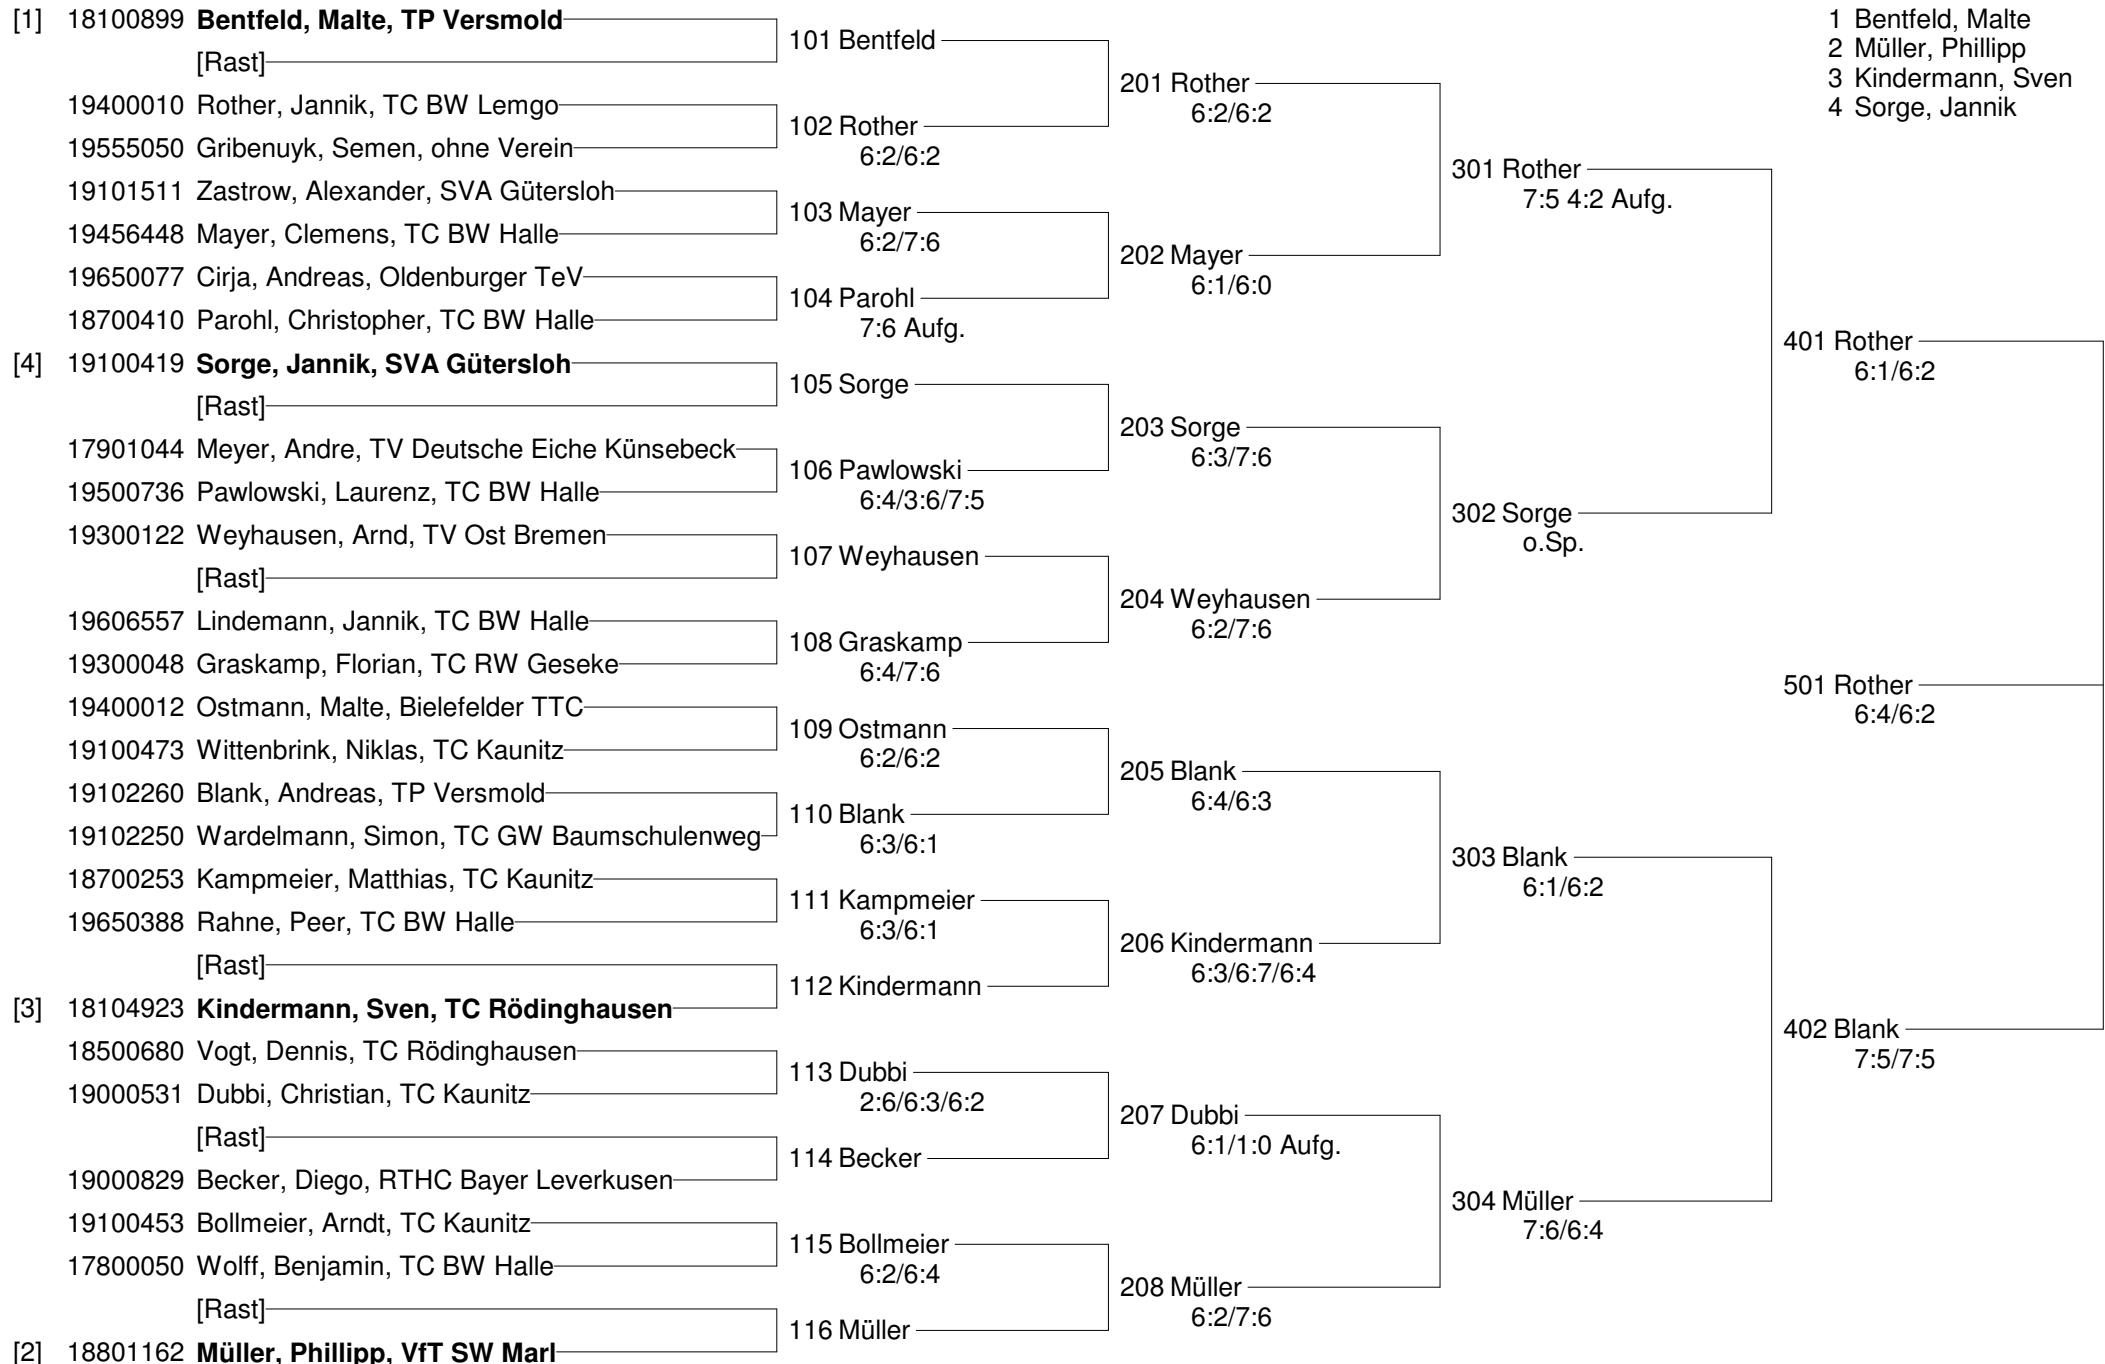 [1] 18100899 Bentfeld, Malte, TP Versmold
[Rast]
19400010 Rother, Jannik, TC BW Lemgo
19555050 Gribenuyk, Semen, ohne Verein
19101511 Zastrow, Alexander, SVA Gütersloh
19456448 Mayer, Clemens, TC BW Halle
19650077 Cirja, Andreas, Oldenburger TeV
18700410 Parohl, Christopher, TC BW Halle
[4] 19100419 Sorge, Jannik, SVA Gütersloh
[Rast]
17901044 Meyer, Andre, TV Deutsche Eiche Künsebeck
19500736 Pawlowski, Laurenz, TC BW Halle
19300122 Weyhausen, Arnd, TV Ost Bremen
[Rast]
19606557 Lindemann, Jannik, TC BW Halle
19300048 Graskamp, Florian, TC RW Geseke
19400012 Ostmann, Malte, Bielefelder TTC
19100473 Wittenbrink, Niklas, TC Kaunitz
19102260 Blank, Andreas, TP Versmold
19102250 Wardelmann, Simon, TC GW Baumschulenweg
18700253 Kampmeier, Matthias, TC Kaunitz
19650388 Rahne, Peer, TC BW Halle
[Rast]
[3] 18104923 Kindermann, Sven, TC Rödinghausen
18500680 Vogt, Dennis, TC Rödinghausen
19000531 Dubbi, Christian, TC Kaunitz
[Rast]
19000829 Becker, Diego, RTHC Bayer Leverkusen
19100453 Bollmeier, Arndt, TC Kaunitz
17800050 Wolff, Benjamin, TC BW Halle
[Rast]
[2] 18801162 Müller, Phillipp, VfT SW Marl
101 Bentfeld
102 Rother
6:2/6:2
103 Mayer
6:2/7:6
104 Parohl
7:6 Aufg.
105 Sorge
106 Pawlowski
6:4/3:6/7:5
107 Weyhausen
108 Graskamp
6:4/7:6
109 Ostmann
6:2/6:2
110 Blank
6:3/6:1
111 Kampmeier
6:3/6:1
112 Kindermann
113 Dubbi
2:6/6:3/6:2
114 Becker
115 Bollmeier
6:2/6:4
116 Müller
201 Rother
6:2/6:2
202 Mayer
6:1/6:0
203 Sorge
6:3/7:6
204 Weyhausen
6:2/7:6
205 Blank
6:4/6:3
206 Kindermann
6:3/6:7/6:4
207 Dubbi
6:1/1:0 Aufg.
208 Müller
6:2/7:6
301 Rother
7:5 4:2 Aufg.
302 Sorge
o.Sp.
303 Blank
6:1/6:2
304 Müller
7:6/6:4
401 Rother
6:1/6:2
501 Rother
6:4/6:2
402 Blank
7:5/7:5
1 Bentfeld, Malte
2 Müller, Phillipp
3 Kindermann, Sven
4 Sorge, Jannik